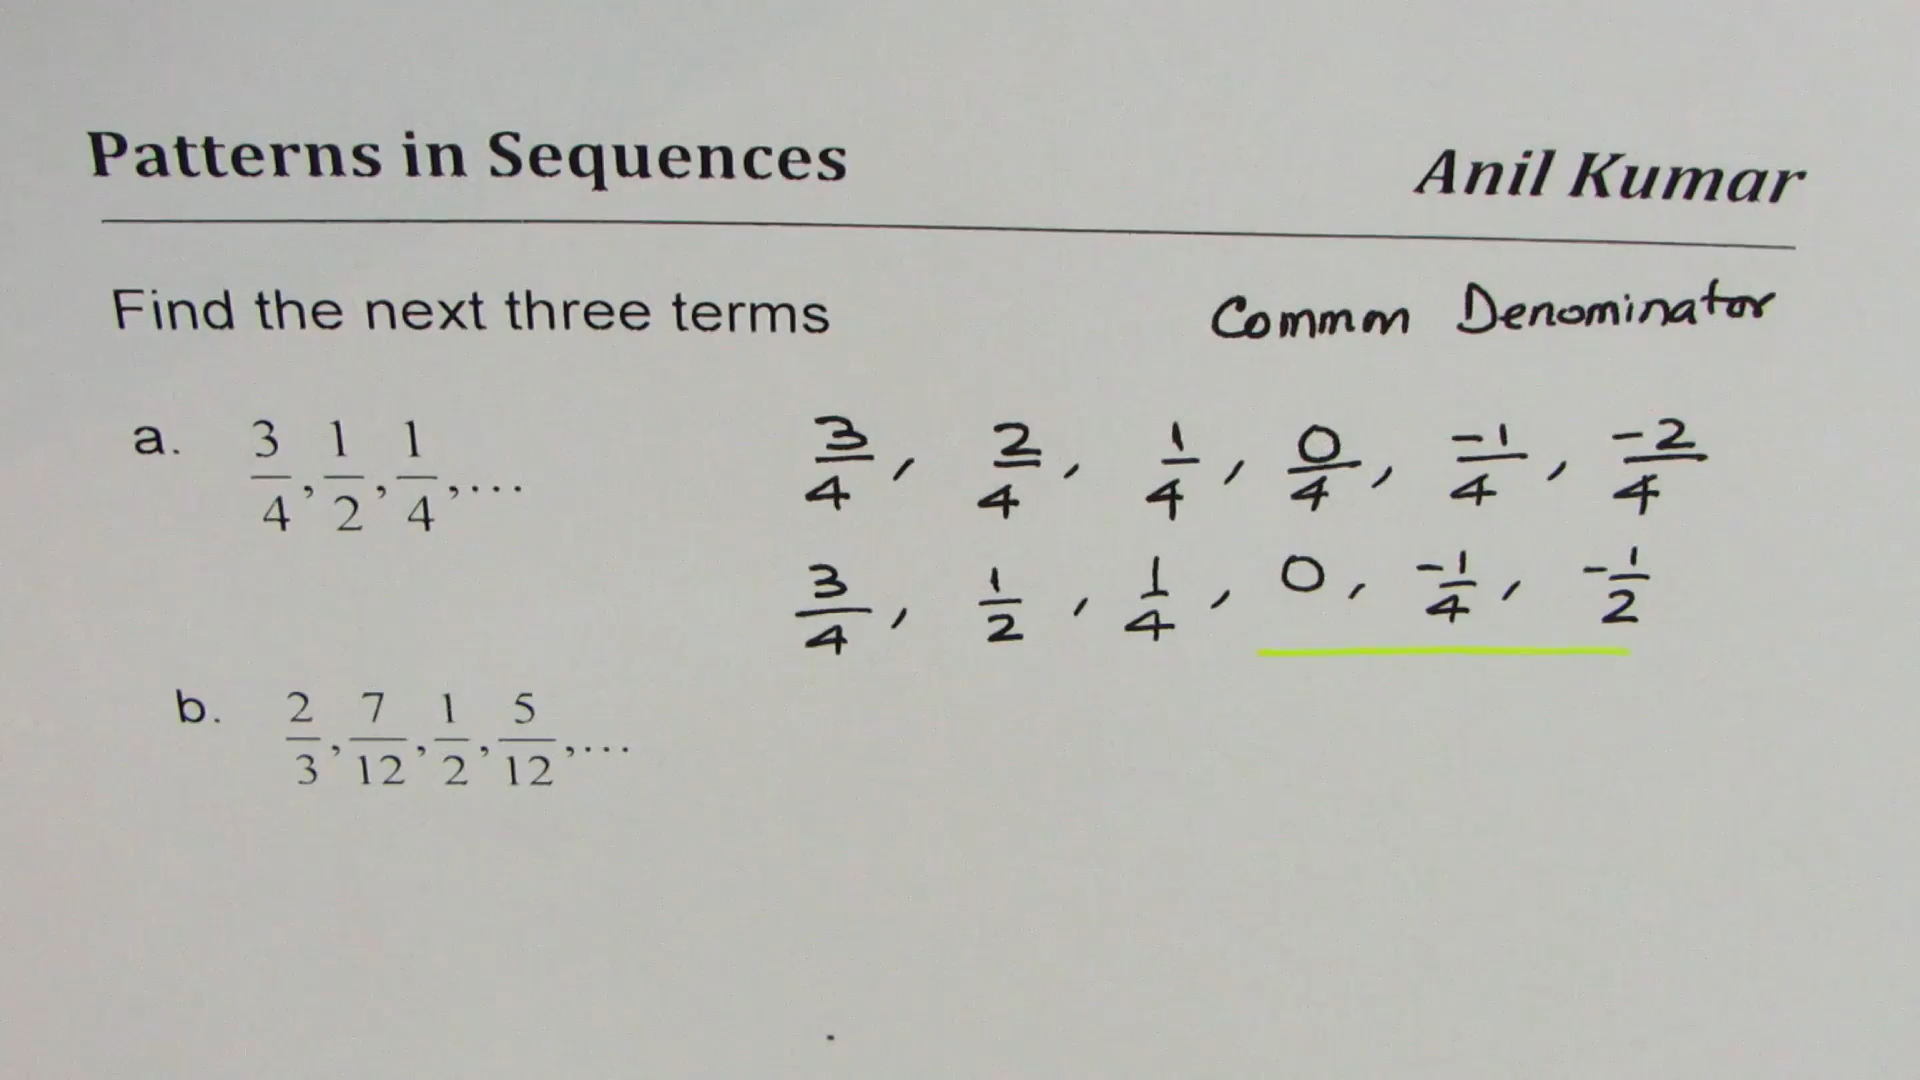 Patterns in Sequences Anil Kumar
Find the next three terms Common Denominator
a. 3/4, 1/2, 1/4, ... 3/4, 2/4, 1/4, 0/4, -1/4, -2/4
3/4, 1/2, 1/4, 0, -1/4, -1/2
b. 2/3, 7/12, 1/2, 5/12, ...